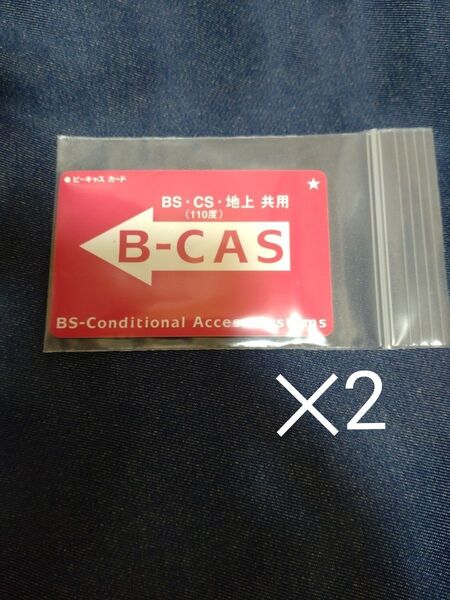 ●ビーキャス カード
★
BS・CS・地上 共用
(110度)
B-CAS
BS-Conditional Access Systems
×2